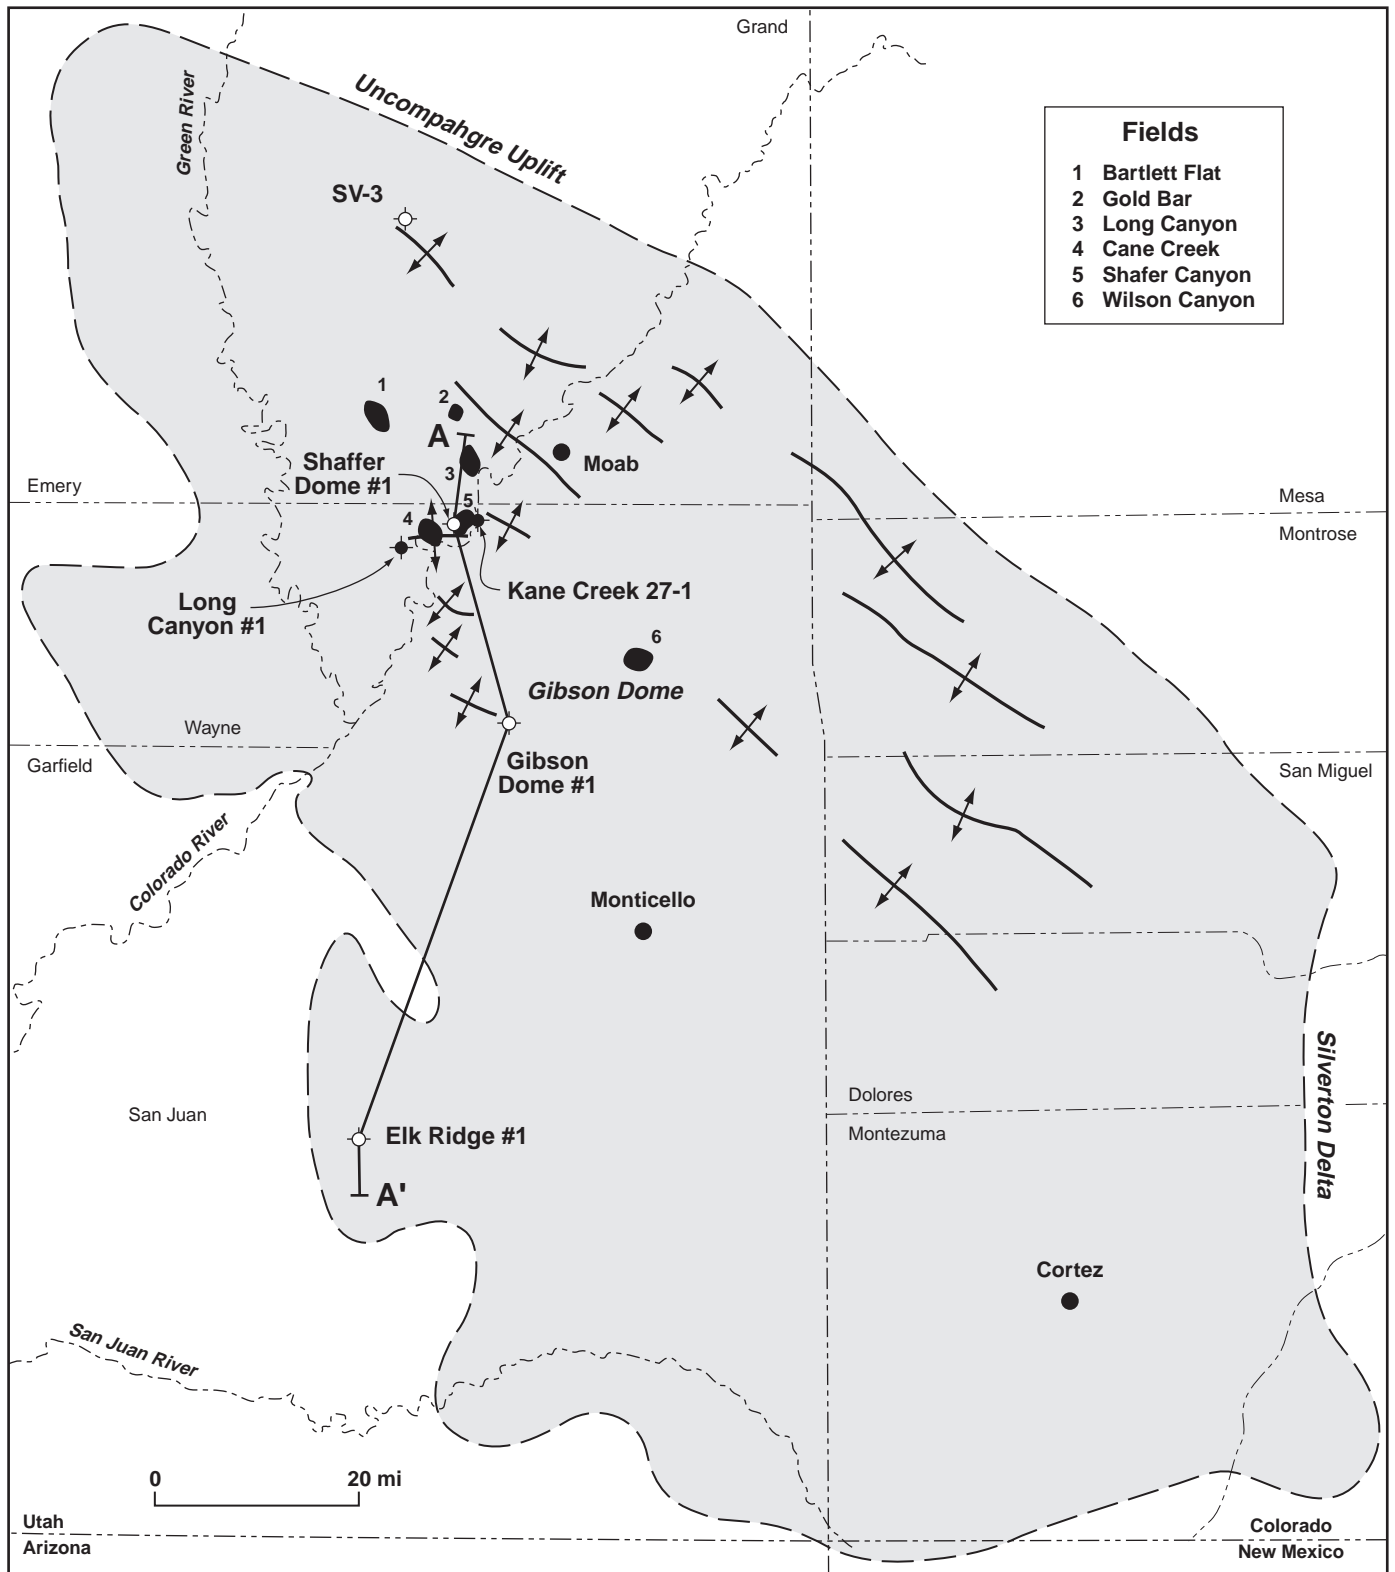 Grand
Green River
Uncompahgre Uplift
Fields
1 Bartlett Flat
2 Gold Bar
3 Long Canyon
4 Cane Creek
5 Shafer Canyon
6 Wilson Canyon
SV-3
1
2
A
Shaffer
Dome #1
3
Moab
Emery
Mesa
Montrose
4
5
Long
Canyon #1
Kane Creek 27-1
6
Gibson Dome
Wayne
Garfield
Gibson
Dome #1
San Miguel
Colorado River
Monticello
Silverton Delta
San Juan
Dolores
Montezuma
Elk Ridge #1
A'
Cortez
San Juan River
0 20 mi
Utah
Arizona
Colorado
New Mexico